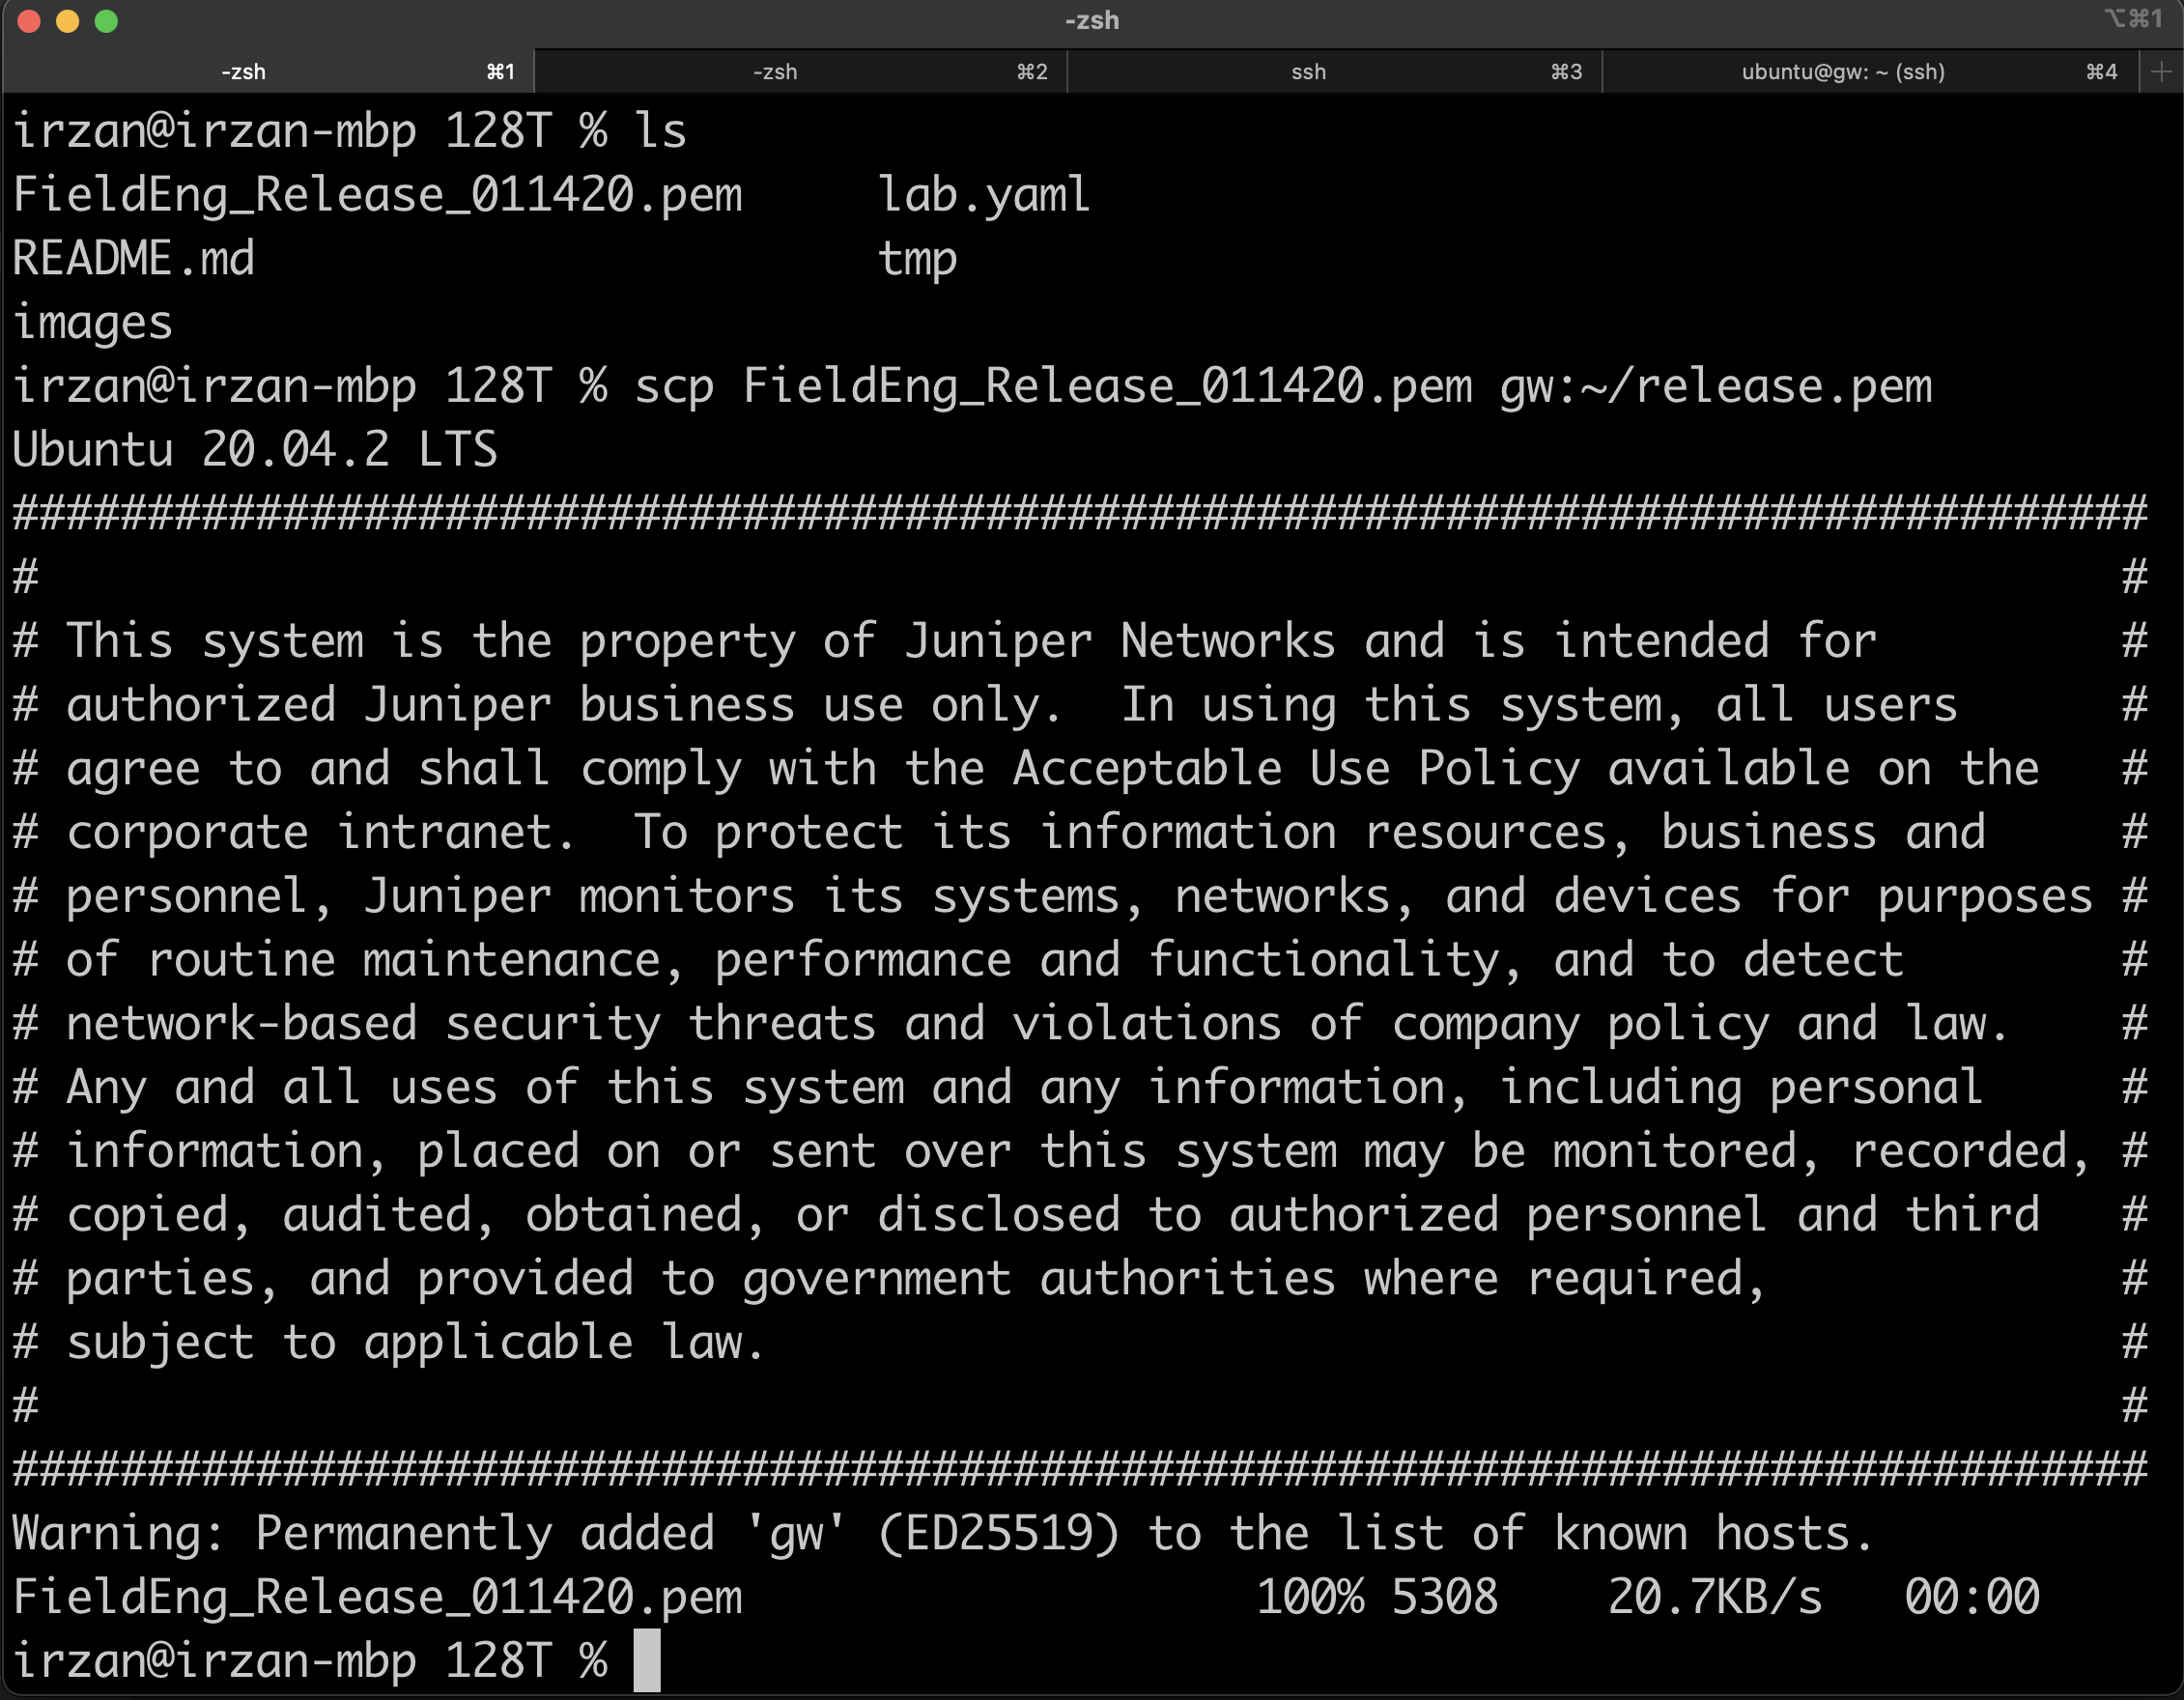 -zsh ⌥⌘1
-zsh ⌘1 -zsh ⌘2 ssh ⌘3 ubuntu@gw: ~ (ssh) ⌘4
irzan@irzan-mbp 128T % ls
FieldEng_Release_011420.pem     lab.yaml
README.md                       tmp
images
irzan@irzan-mbp 128T % scp FieldEng_Release_011420.pem gw:~/release.pem
Ubuntu 20.04.2 LTS
###############################################################################
#                                                                             #
# This system is the property of Juniper Networks and is intended for         #
# authorized Juniper business use only.  In using this system, all users      #
# agree to and shall comply with the Acceptable Use Policy available on the   #
# corporate intranet.  To protect its information resources, business and     #
# personnel, Juniper monitors its systems, networks, and devices for purposes #
# of routine maintenance, performance and functionality, and to detect        #
# network-based security threats and violations of company policy and law.    #
# Any and all uses of this system and any information, including personal     #
# information, placed on or sent over this system may be monitored, recorded, #
# copied, audited, obtained, or disclosed to authorized personnel and third   #
# parties, and provided to government authorities where required,             #
# subject to applicable law.                                                  #
#                                                                             #
###############################################################################
Warning: Permanently added 'gw' (ED25519) to the list of known hosts.
FieldEng_Release_011420.pem                   100% 5308    20.7KB/s   00:00
irzan@irzan-mbp 128T %